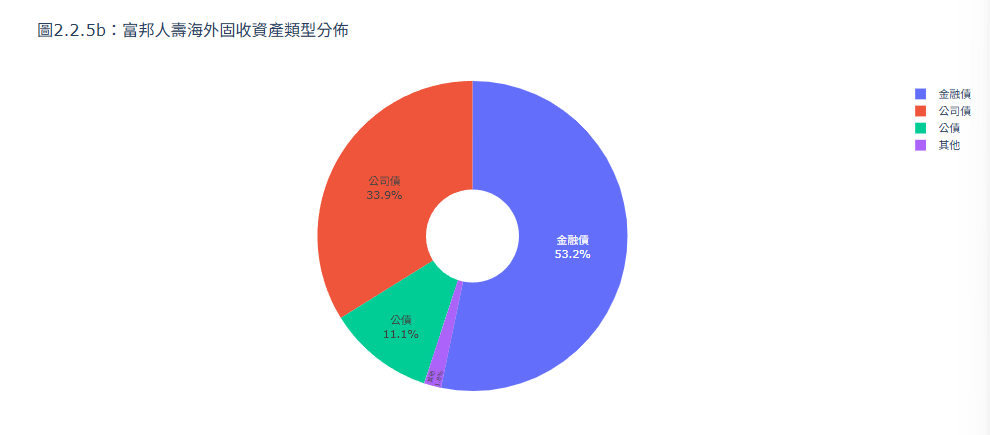 圖2.2.5b：富邦人壽海外固收資產類型分佈
金融債
公司債
公債
其他
公司債
33.9%
金融債
53.2%
公債
11.1%
其他